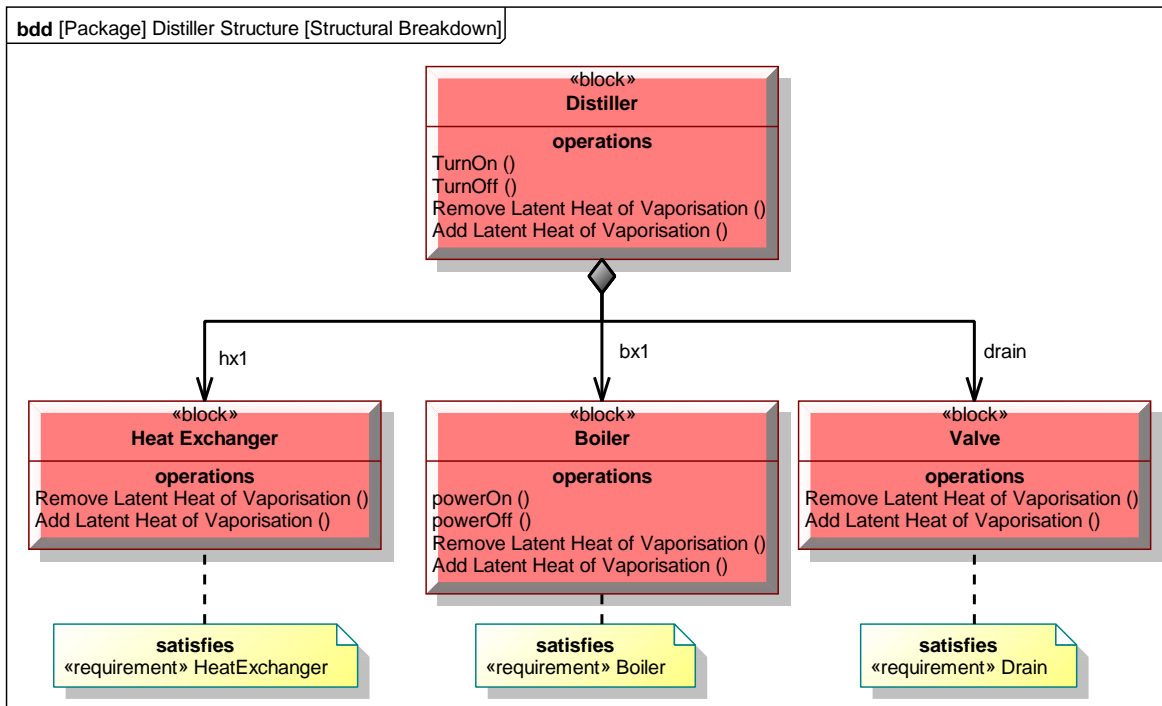 bdd [Package] Distiller Structure [Structural Breakdown]
«block»
Distiller
operations
TurnOn ()
TurnOff ()
Remove Latent Heat of Vaporisation ()
Add Latent Heat of Vaporisation ()
hx1
bx1
drain
«block»
Heat Exchanger
operations
Remove Latent Heat of Vaporisation ()
Add Latent Heat of Vaporisation ()
«block»
Boiler
operations
powerOn ()
powerOff ()
Remove Latent Heat of Vaporisation ()
Add Latent Heat of Vaporisation ()
«block»
Valve
operations
Remove Latent Heat of Vaporisation ()
Add Latent Heat of Vaporisation ()
satisfies
«requirement» HeatExchanger
satisfies
«requirement» Boiler
satisfies
«requirement» Drain